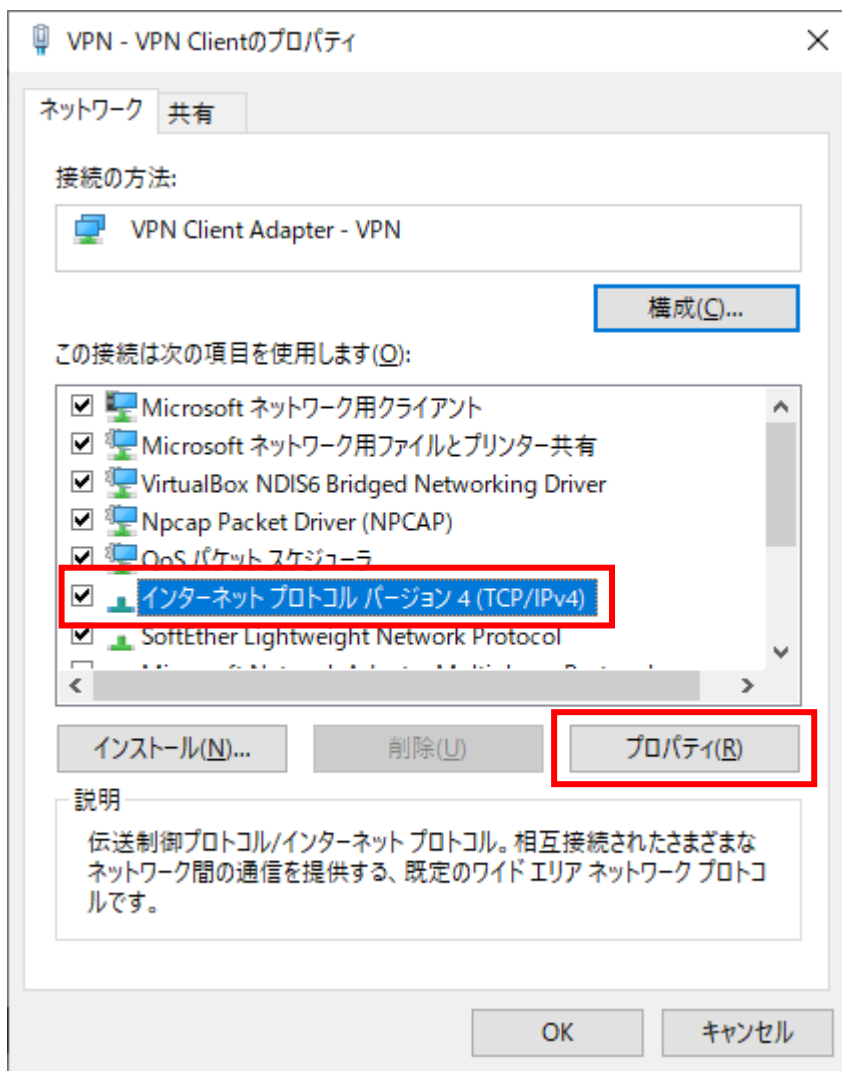 VPN - VPN Clientのプロパティ
ネットワーク 共有
接続の方法:
VPN Client Adapter - VPN
構成(C)...
この接続は次の項目を使用します(O):
Microsoft ネットワーク用クライアント
Microsoft ネットワーク用ファイルとプリンター共有
VirtualBox NDIS6 Bridged Networking Driver
Npcap Packet Driver (NPCAP)
QoS パケット スケジューラ
インターネット プロトコル バージョン 4 (TCP/IPv4)
SoftEther Lightweight Network Protocol
インストール(N)... 削除(U) プロパティ(R)
説明
伝送制御プロトコル/インターネット プロトコル。相互接続されたさまざまな
ネットワーク間の通信を提供する、既定のワイド エリア ネットワーク プロトコ
ルです。
OK キャンセル